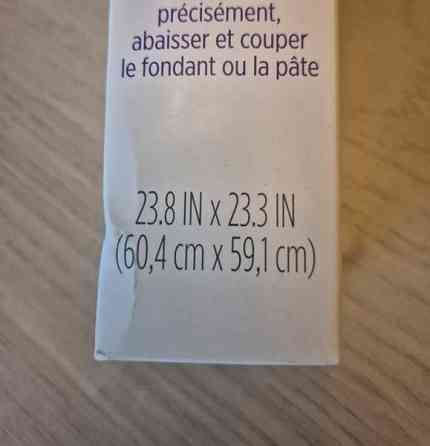 précisément,
abaisser et couper
le fondant ou la pâte
23.8 IN x 23.3 IN
(60,4 cm x 59,1 cm)